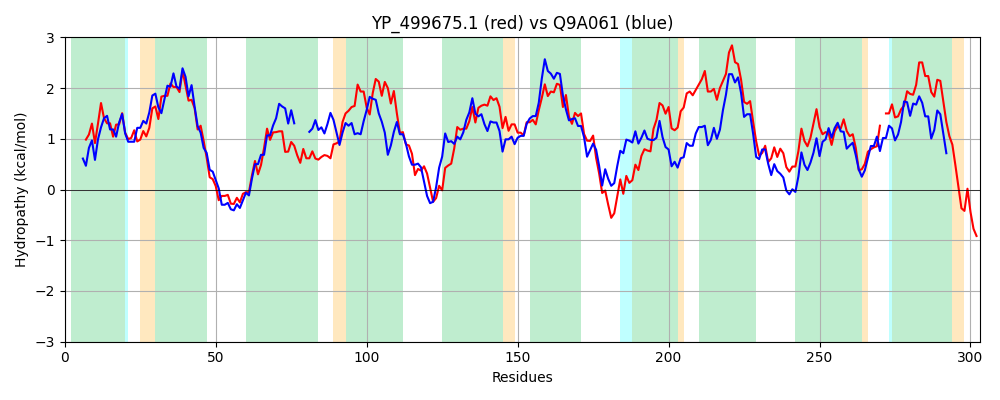 YP_499675.1 (red) vs Q9A061 (blue)
Hydropathy (kcal/mol)
3
2
1
0
−1
−2
−3
0 50 100 150 200 250 300
Residues